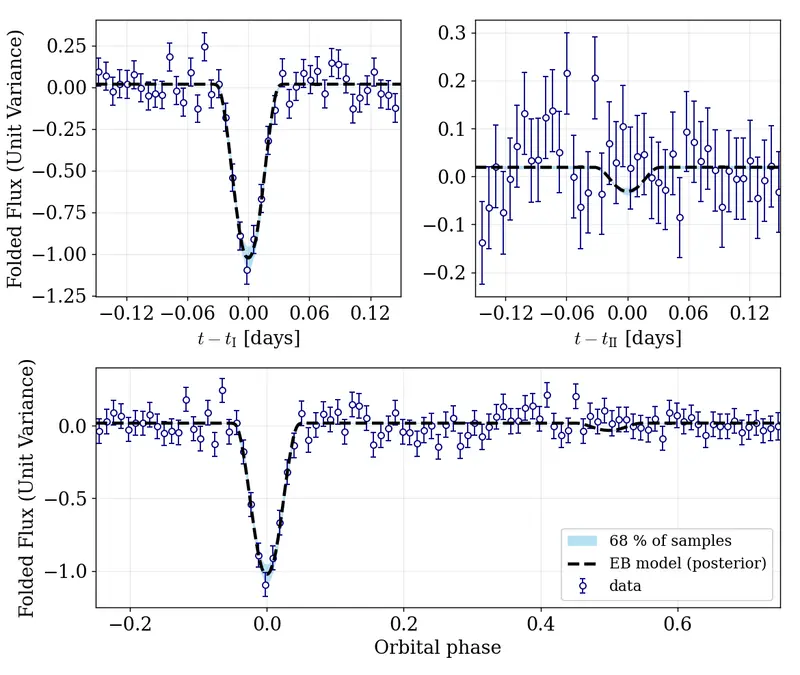 Folded Flux (Unit Variance)
0.25
0.00
−0.25
−0.50
−0.75
−1.00
−1.25
−0.12 −0.06 0.00 0.06 0.12
t − tI [days]
0.3
0.2
0.1
0.0
−0.1
−0.2
−0.12 −0.06 0.00 0.06 0.12
t − tII [days]
Folded Flux (Unit Variance)
0.0
−0.5
−1.0
68 % of samples
EB model (posterior)
data
−0.2 0.0 0.2 0.4 0.6
Orbital phase